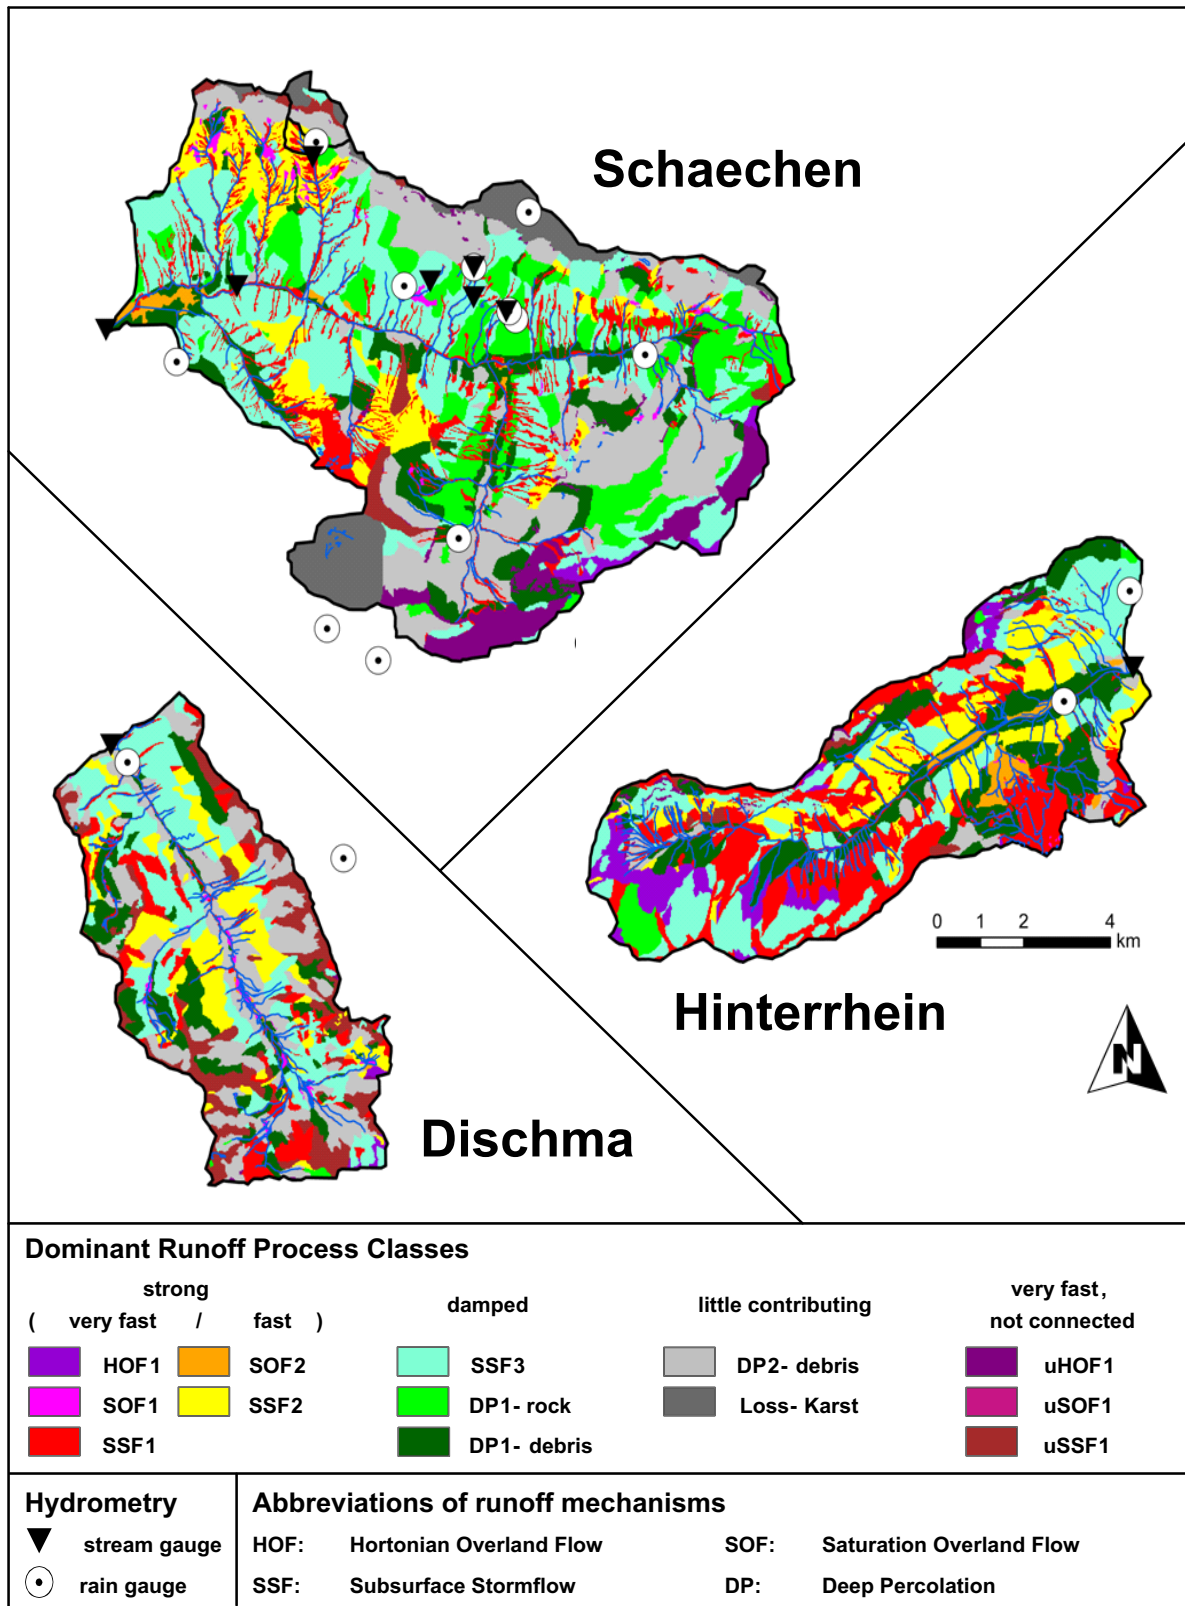 Schaechen
0 1 2 4
km
Hinterrhein
N
Dischma
Dominant Runoff Process Classes
strong
( very fast / fast )
damped
little contributing
very fast,
not connected
HOF1 SOF2 SSF3 DP2- debris uHOF1
SOF1 SSF2 DP1- rock Loss- Karst uSOF1
SSF1 DP1- debris uSSF1
Hydrometry
stream gauge
rain gauge
Abbreviations of runoff mechanisms
HOF: Hortonian Overland Flow SOF: Saturation Overland Flow
SSF: Subsurface Stormflow DP: Deep Percolation